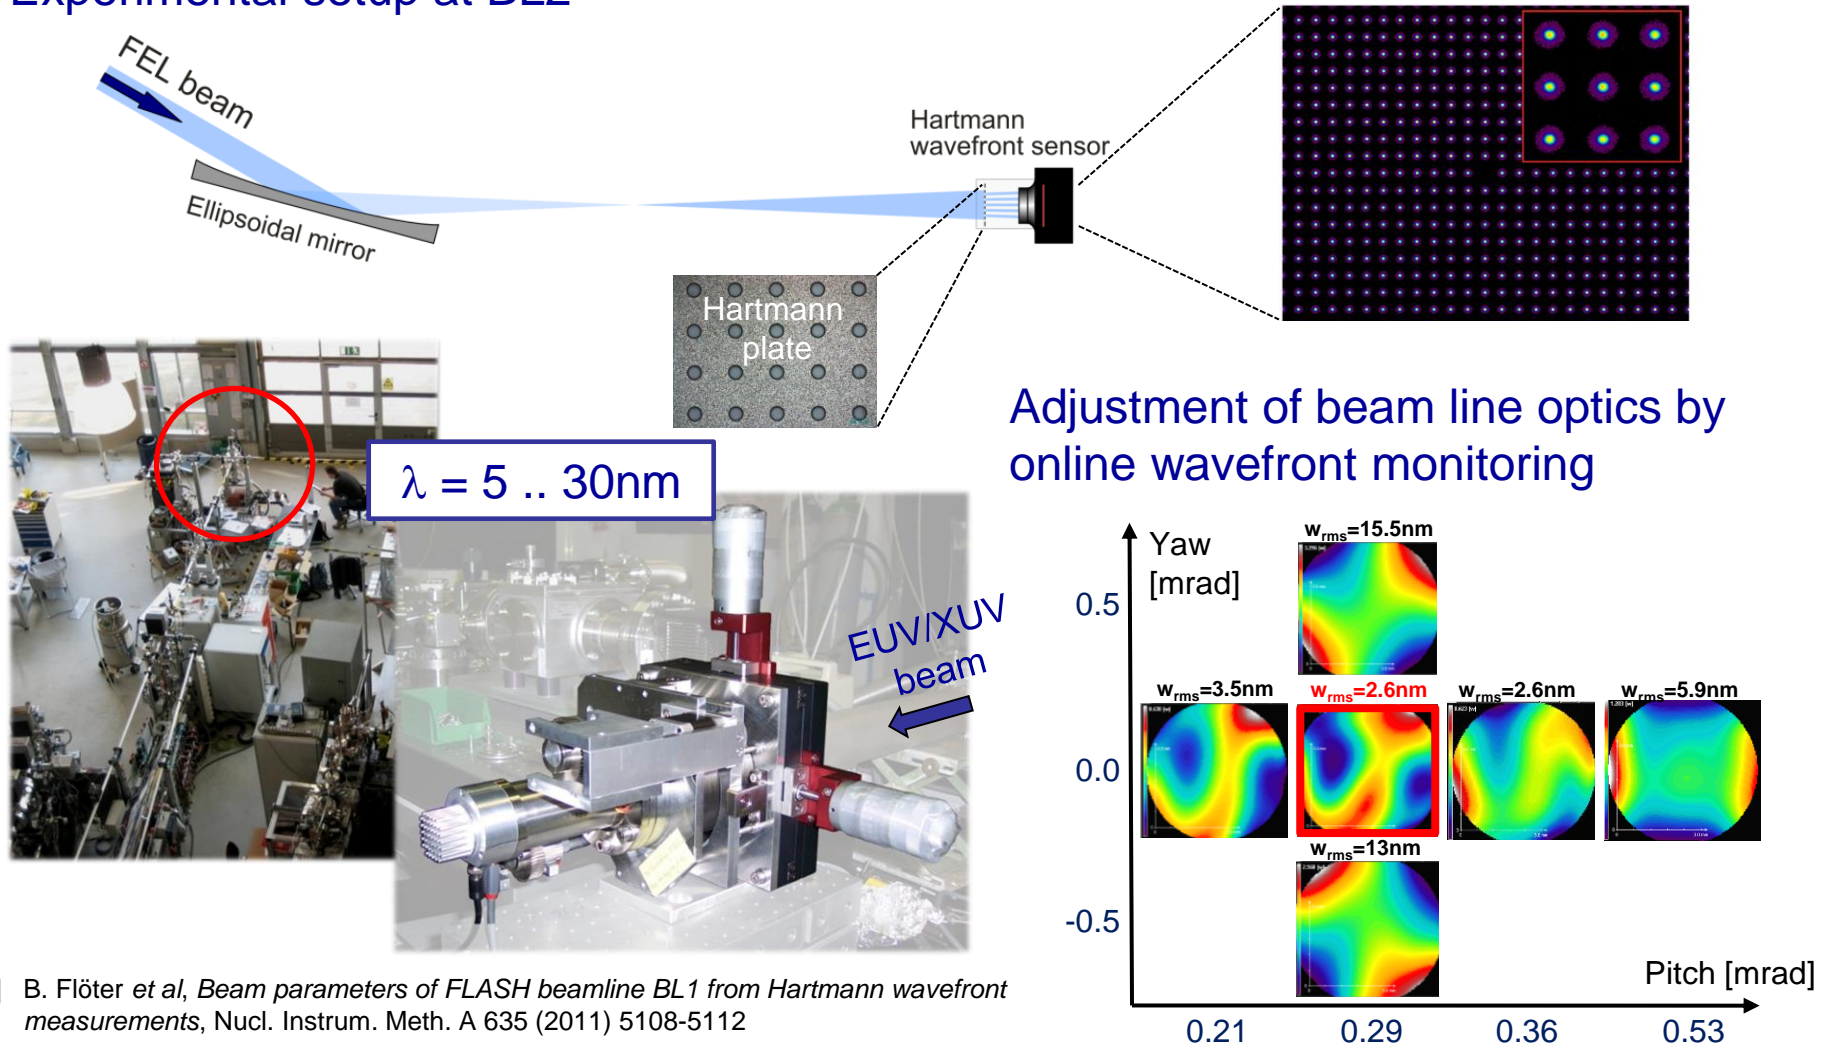 Experimental setup at BL2
FEL beam
Ellipsoidal mirror
Hartmann
wavefront sensor
Hartmann
plate
λ = 5 .. 30nm
EUV/XUV
beam
Adjustment of beam line optics by
online wavefront monitoring
Yaw
[mrad]
0.5
0.0
-0.5
wrms=15.5nm
wrms=3.5nm
wrms=2.6nm
wrms=2.6nm
wrms=5.9nm
wrms=13nm
Pitch [mrad]
0.21
0.29
0.36
0.53
B. Flöter et al, Beam parameters of FLASH beamline BL1 from Hartmann wavefront
measurements, Nucl. Instrum. Meth. A 635 (2011) 5108-5112